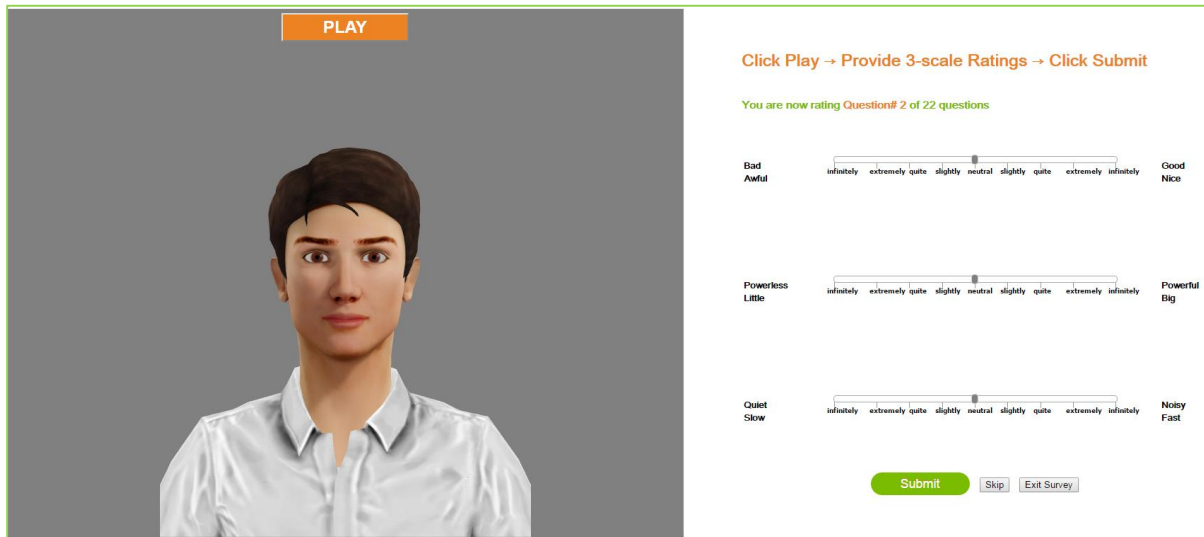 PLAY
Click Play → Provide 3-scale Ratings → Click Submit
You are now rating Question# 2 of 22 questions
Bad
Awful
infinitely extremely quite slightly neutral slightly quite extremely infinitely
Good
Nice
Powerless
Little
infinitely extremely quite slightly neutral slightly quite extremely infinitely
Powerful
Big
Quiet
Slow
infinitely extremely quite slightly neutral slightly quite extremely infinitely
Noisy
Fast
Submit Skip Exit Survey